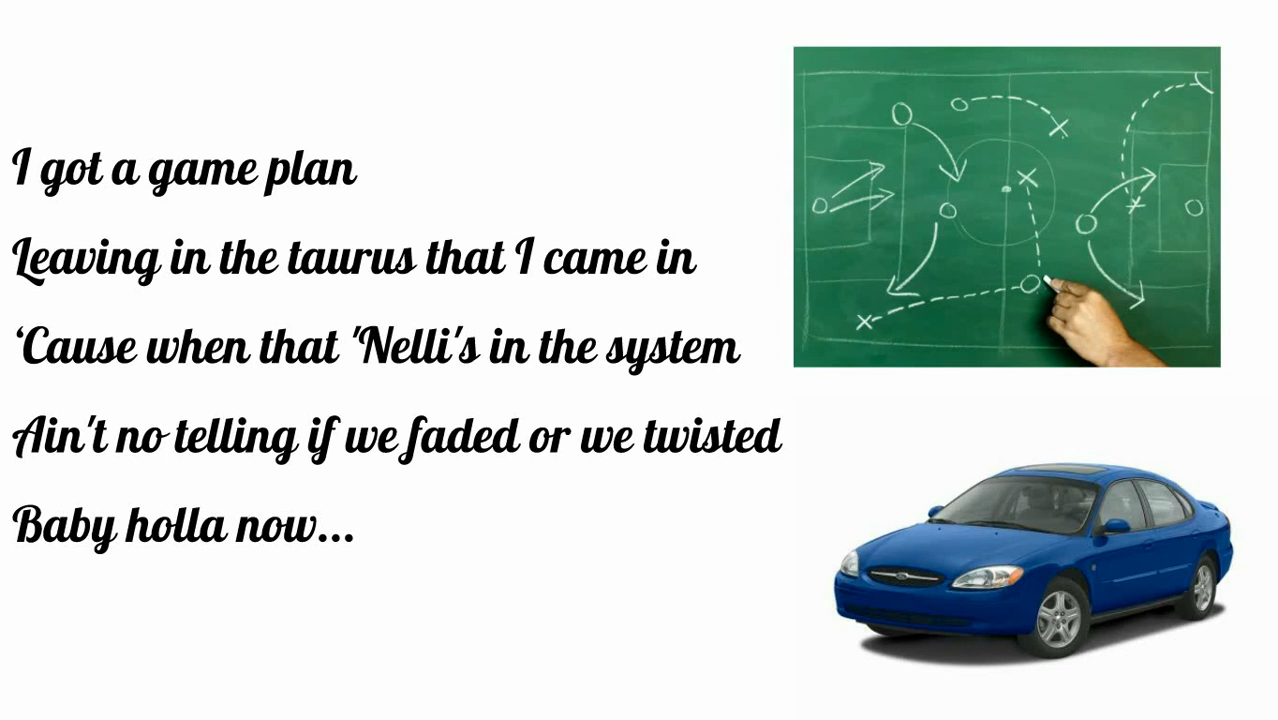 I got a game plan
Leaving in the taurus that I came in
‘Cause when that 'Nelli's in the system
Ain't no telling if we faded or we twisted
Baby holla now...